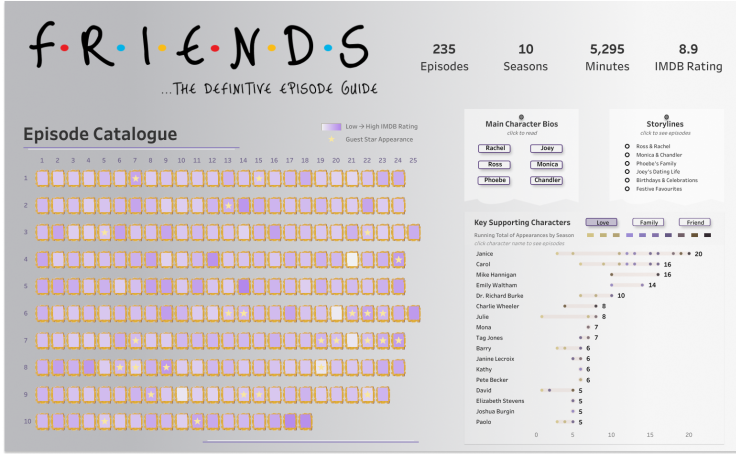 F•R•I•E•N•D•S
...THE DEFINITIVE EPISODE GUIDE
235 10 5,295 8.9
Episodes Seasons Minutes IMDB Rating
Episode Catalogue
Low → High IMDB Rating
Guest Star Appearance
1 2 3 4 5 6 7 8 9 10 11 12 13 14 15 16 17 18 19 20 21 22 23 24 25
1
2
3
4
5
6
7
8
9
10
Main Character Bios
click to read
Rachel Joey
Ross Monica
Phoebe Chandler
Storylines
click to see episodes
Ross & Rachel
Monica & Chandler
Phoebe's Family
Joey's Dating Life
Birthdays & Celebrations
Festive Favourites
Key Supporting Characters Love Family Friend
Running Total of Appearances by Season
click character name to see episodes
Janice 20
Carol 16
Mike Hannigan 16
Emily Waltham 14
Dr. Richard Burke 10
Charlie Wheeler 8
Julie 8
Mona 7
Tag Jones 7
Barry 6
Janine Lecroix 6
Kathy 6
Pete Becker 6
David 5
Elizabeth Stevens 5
Joshua Burgin 5
Paolo 5
0 5 10 15 20